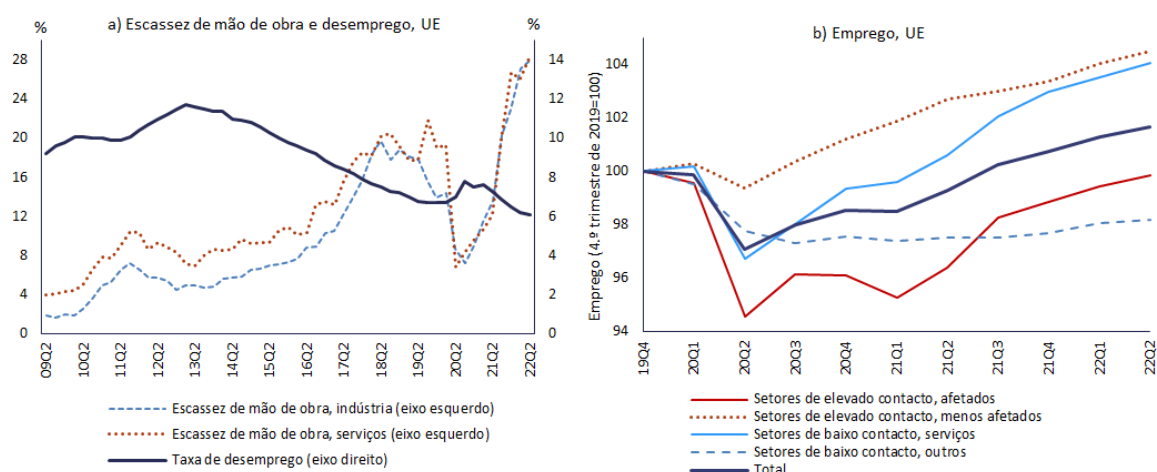 a) Escassez de mão de obra e desemprego, UE
%
%
28
24
20
16
12
8
4
0
14
12
10
8
6
4
2
0
09Q2
10Q2
11Q2
12Q2
13Q2
14Q2
15Q2
16Q2
17Q2
18Q2
19Q2
20Q2
21Q2
22Q2
Escassez de mão de obra, indústria (eixo esquerdo)
Escassez de mão de obra, serviços (eixo esquerdo)
Taxa de desemprego (eixo direito)
b) Emprego, UE
Emprego (4.º trimestre de 2019=100)
104
102
100
98
96
94
19Q4
20Q1
20Q2
20Q3
20Q4
21Q1
21Q2
21Q3
21Q4
22Q1
22Q2
Setores de elevado contacto, afetados
Setores de elevado contacto, menos afetados
Setores de baixo contacto, serviços
Setores de baixo contacto, outros
Total